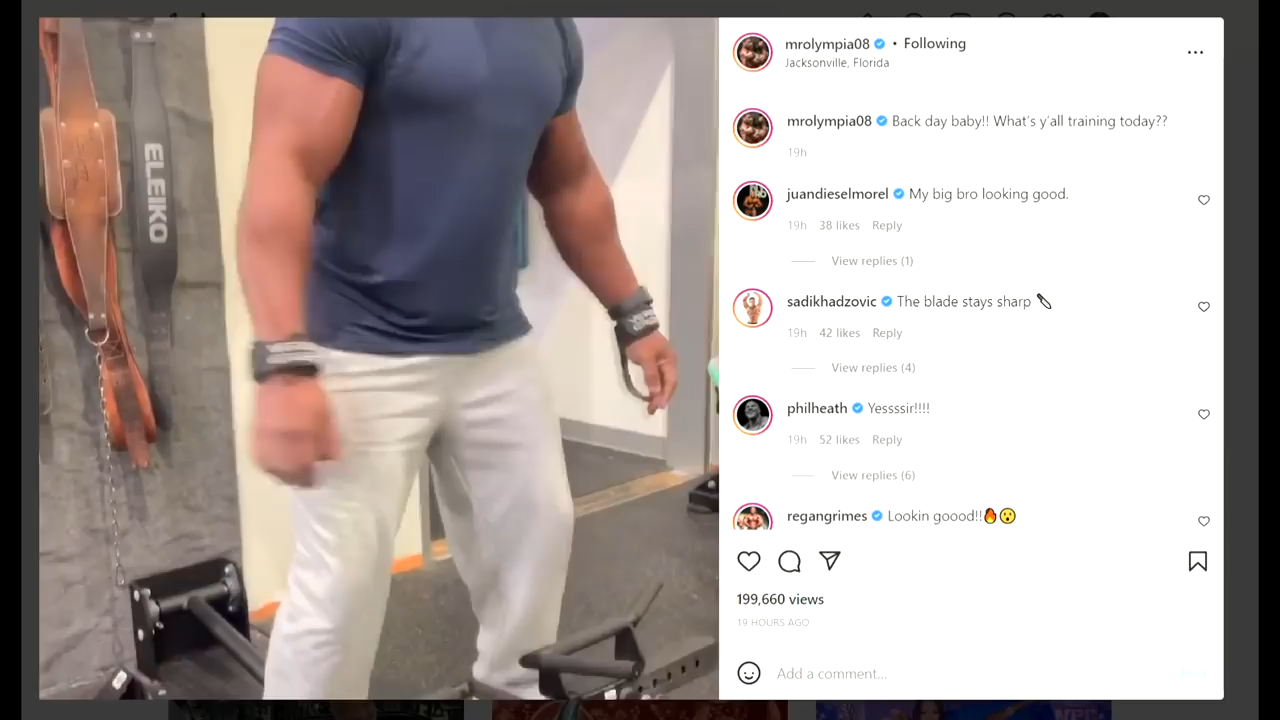 ELEIKO
mrolympia08 • Following
Jacksonville, Florida
mrolympia08 Back day baby!! What's y'all training today??
19h
juandieselmorel My big bro looking good.
19h 38 likes Reply
View replies (1)
sadikhadzovic The blade stays sharp 🔪
19h 42 likes Reply
View replies (4)
philheath Yessssir!!!!
19h 52 likes Reply
View replies (6)
regangrimes Lookin goood!!🔥😮
199,660 views
19 HOURS AGO
Add a comment...